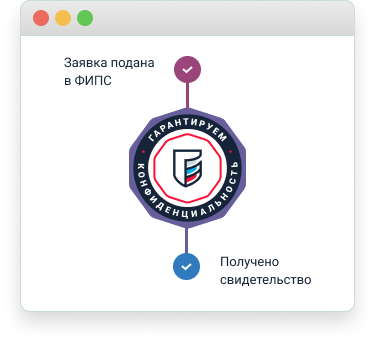 Заявка подана
в ФИПС
ГАРАНТИРУЕМ
КОНФИДЕНЦИАЛЬНОСТЬ
Получено
свидетельство